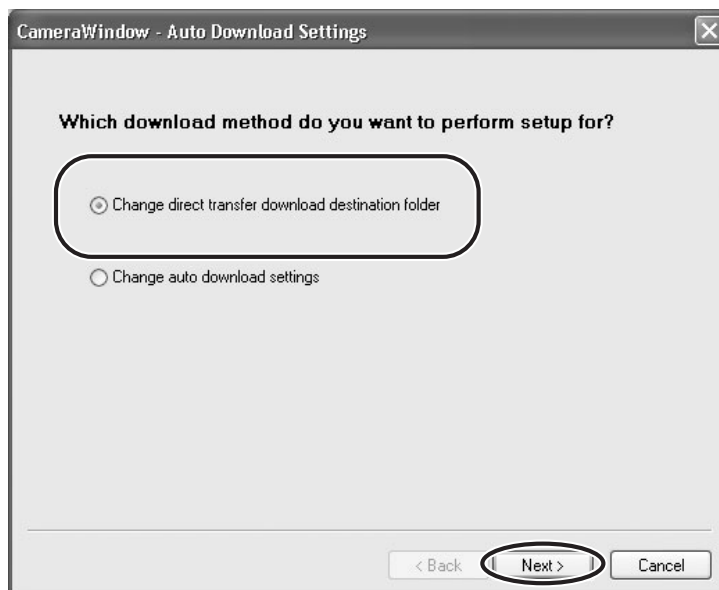 CameraWindow - Auto Download Settings
Which download method do you want to perform setup for?
Change direct transfer download destination folder
Change auto download settings
< Back Next > Cancel